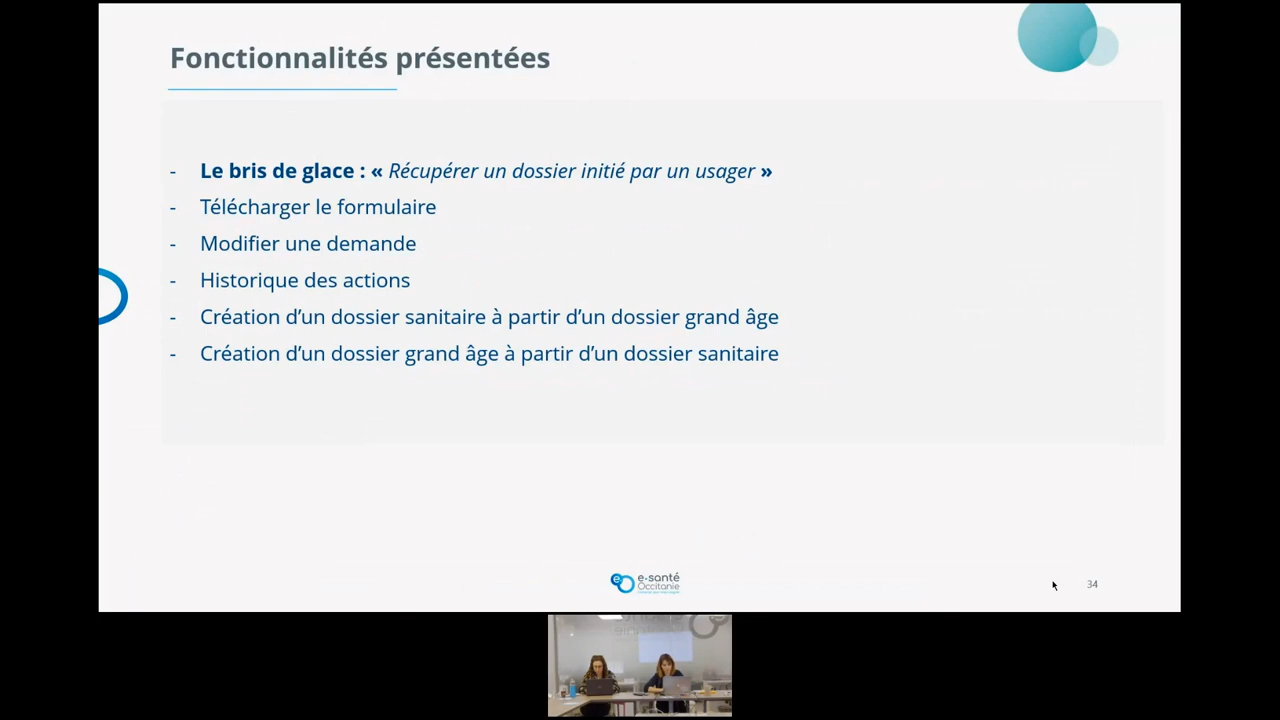 Fonctionnalités présentées
- Le bris de glace : « Récupérer un dossier initié par un usager »
- Télécharger le formulaire
- Modifier une demande
- Historique des actions
- Création d’un dossier sanitaire à partir d’un dossier grand âge
- Création d’un dossier grand âge à partir d’un dossier sanitaire
e-santé
Occitanie
34